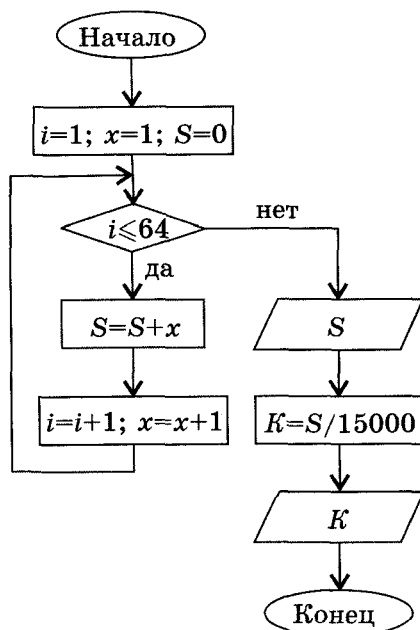 Начало
i=1; x=1; S=0
i⩽64
нет
да
S=S+x
i=i+1; x=x+1
S
K=S/15000
K
Конец